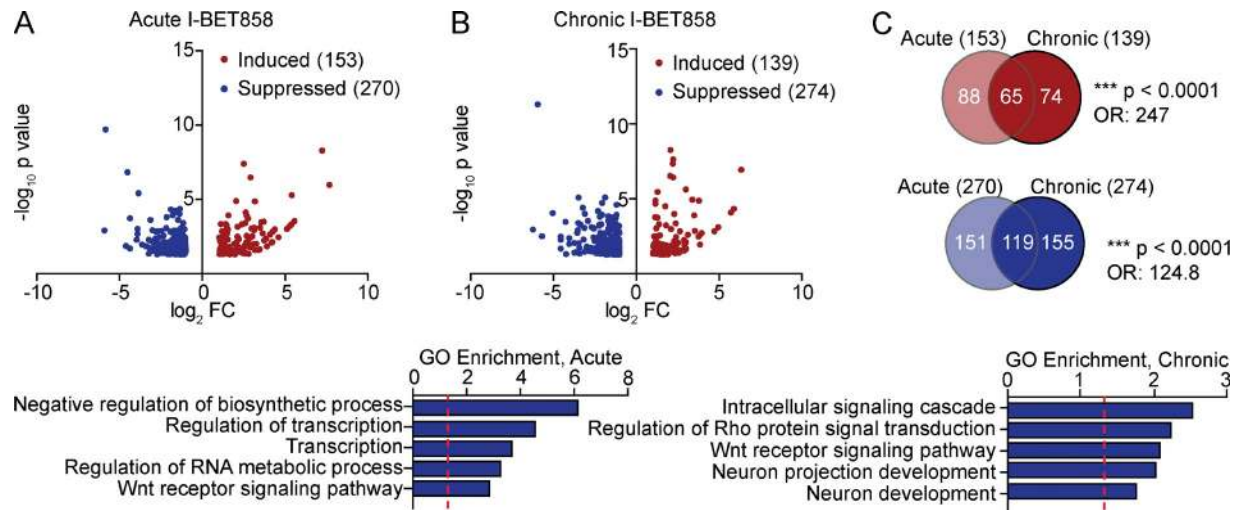 A
Acute I-BET858
15
Induced (153)
Suppressed (270)
10
5
-log10 p value
-10
-5
0
5
10
log2 FC
B
Chronic I-BET858
15
Induced (139)
Suppressed (274)
10
5
-log10 p value
-10
-5
0
5
10
log2 FC
C
Acute (153)
Chronic (139)
88
65
74
*** p < 0.0001
OR: 247
Acute (270)
Chronic (274)
151
119
155
*** p < 0.0001
OR: 124.8
GO Enrichment, Acute
0
2
4
6
8
Negative regulation of biosynthetic process
Regulation of transcription
Transcription
Regulation of RNA metabolic process
Wnt receptor signaling pathway
GO Enrichment, Chronic
0
1
2
3
Intracellular signaling cascade
Regulation of Rho protein signal transduction
Wnt receptor signaling pathway
Neuron projection development
Neuron development